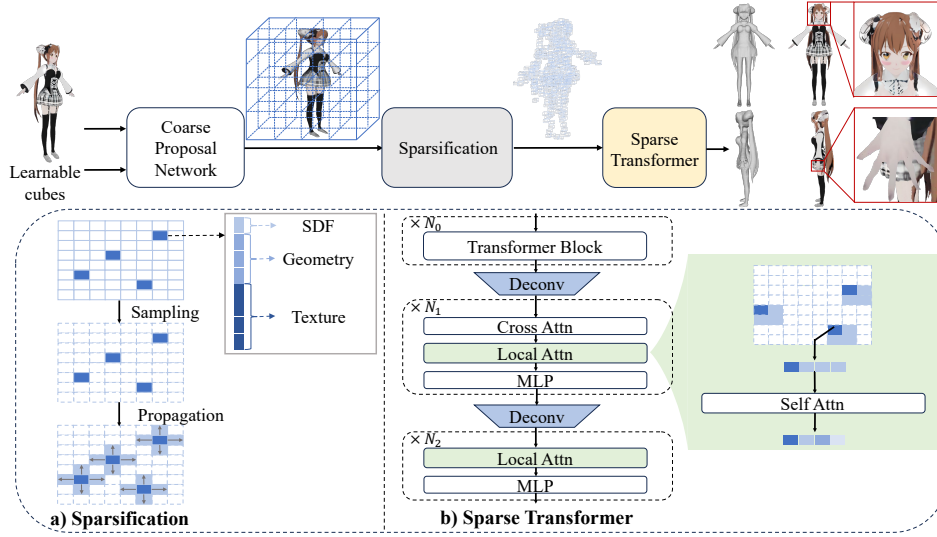 Learnable
cubes
Coarse
Proposal
Network
Sparsification
Sparse
Transformer
SDF
Geometry
Texture
Sampling
Propagation
a) Sparsification
× N₀
Transformer Block
Deconv
× N₁
Cross Attn
Local Attn
MLP
Deconv
× N₂
Local Attn
MLP
Self Attn
b) Sparse Transformer